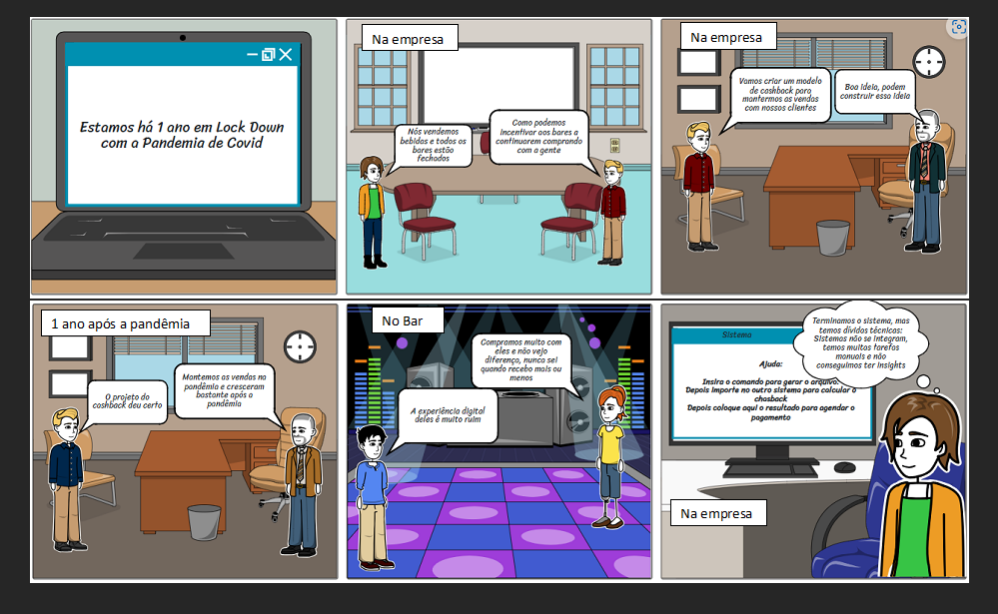 Estamos há 1 ano em Lock Down
com a Pandemia de Covid
Na empresa
Nós vendemos
bebidas e todos os
bares estão
fechados
Como podemos
incentivar aos bares a
continuarem comprando
com a gente
Na empresa
Vamos criar um modelo
de cashback para
mantermos as vendas
com nossos clientes
Boa ideia, podem
construir essa ideia
1 ano após a pandêmia
O projeto do
cashback deu certo
Mantemos as vendas na
pandêmia e cresceram
bastante após a
pandêmia
No Bar
A experiência digital
deles é muito ruim
Compramos muito com
eles e não vejo
diferença, nunca sei
quando recebo mais ou
menos
Sistema
Ajuda:
Insira o comando para gerar o arquivo.
Depois importe no outro sistema para calcular o
chasback
Depois coloque aqui o resultado para agendar o
pagamento
Terminamos o sistema, mas
temos dívidas técnicas:
Sistemas não se integram,
temos muitas tarefas
manuais e não
conseguimos ter insights
Na empresa